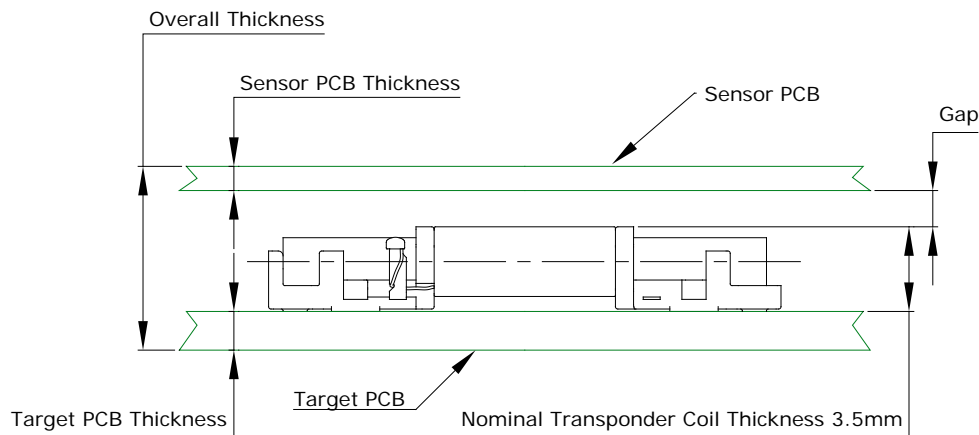 Overall Thickness
Sensor PCB Thickness
Sensor PCB
Gap
Target PCB
Target PCB Thickness
Nominal Transponder Coil Thickness 3.5mm